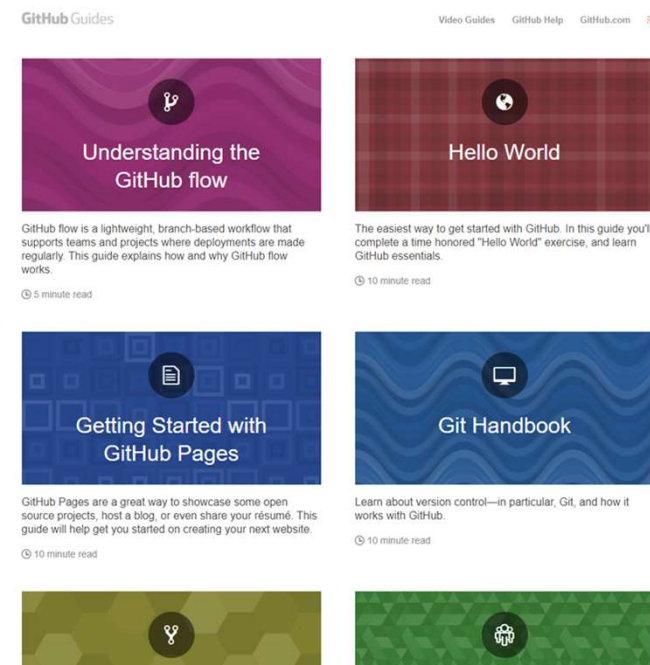 GitHub Guides
Video Guides GitHub Help GitHub.com
Understanding the
GitHub flow
GitHub flow is a lightweight, branch-based workflow that
supports teams and projects where deployments are made
regularly. This guide explains how and why GitHub flow
works.
5 minute read
Hello World
The easiest way to get started with GitHub. In this guide you'll
complete a time honored "Hello World" exercise, and learn
GitHub essentials.
10 minute read
Getting Started with
GitHub Pages
GitHub Pages are a great way to showcase some open
source projects, host a blog, or even share your résumé. This
guide will help get you started on creating your next website.
10 minute read
Git Handbook
Learn about version control—in particular, Git, and how it
works with GitHub.
10 minute read